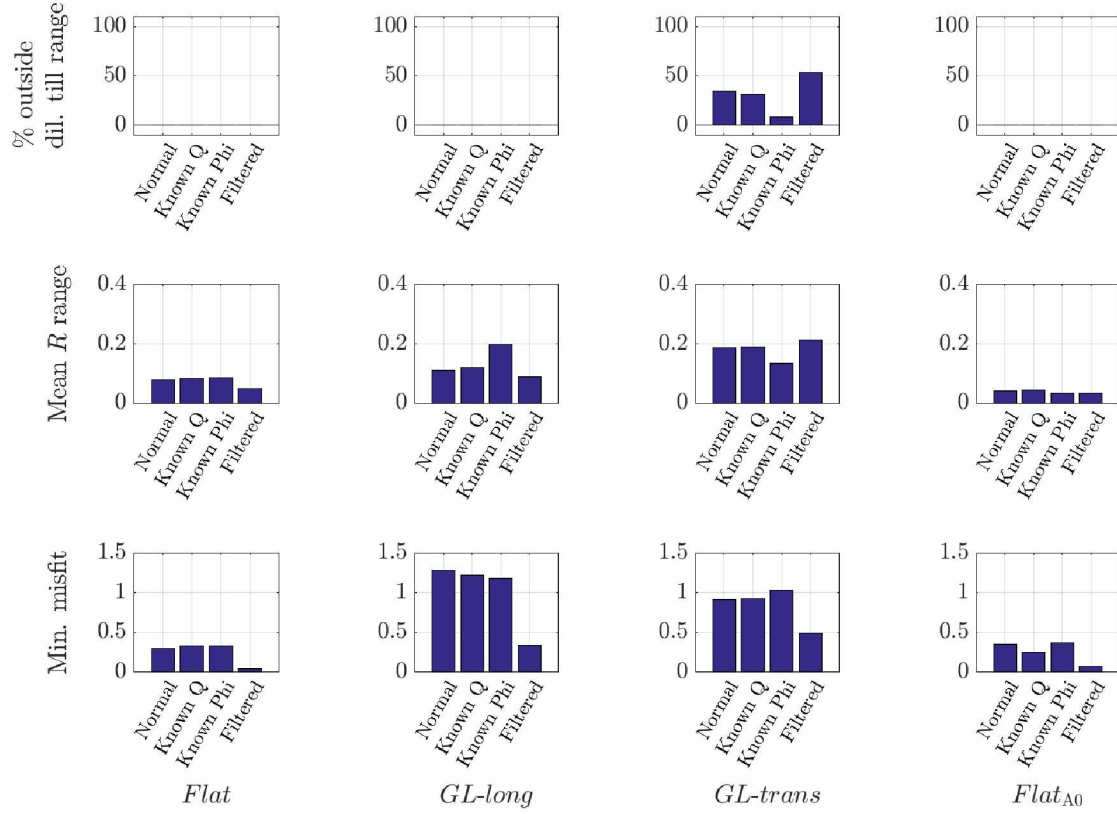 % outside
dil. till range
100
50
0
Normal
Known Q
Known Phi
Filtered
100
50
0
Normal
Known Q
Known Phi
Filtered
100
50
0
Normal
Known Q
Known Phi
Filtered
100
50
0
Normal
Known Q
Known Phi
Filtered
Mean R range
0.4
0.2
0
Normal
Known Q
Known Phi
Filtered
0.4
0.2
0
Normal
Known Q
Known Phi
Filtered
0.4
0.2
0
Normal
Known Q
Known Phi
Filtered
0.4
0.2
0
Normal
Known Q
Known Phi
Filtered
Min. misfit
1.5
1
0.5
0
Normal
Known Q
Known Phi
Filtered
1.5
1
0.5
0
Normal
Known Q
Known Phi
Filtered
1.5
1
0.5
0
Normal
Known Q
Known Phi
Filtered
1.5
1
0.5
0
Normal
Known Q
Known Phi
Filtered
Flat
GL-long
GL-trans
Flat_A0